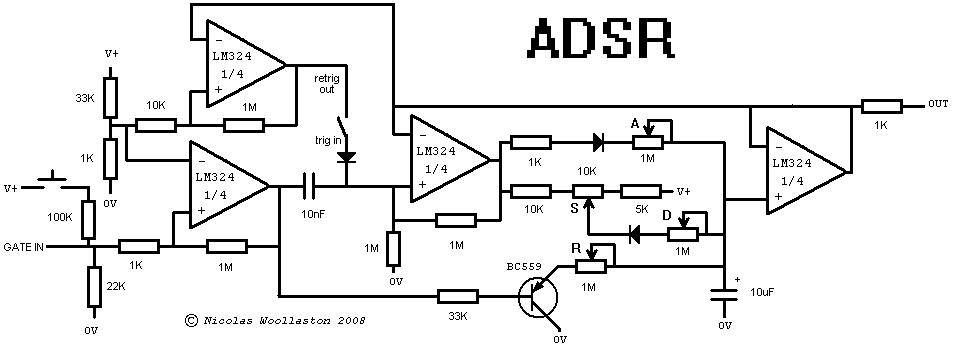 ADSR
V+
33K
1K
0V
10K
−
LM324
1/4
+
1M
retrig
out
trig in
−
LM324
1/4
+
1M
10nF
V+
100K
GATE IN
22K
0V
1K
−
LM324
1/4
+
1M
1M
0V
1K
A
1M
10K
10K
S
5K
V+
D
1M
R
1M
BC559
33K
0V
+
10uF
0V
−
LM324
1/4
+
1K
OUT
© Nicolas Woollaston 2008